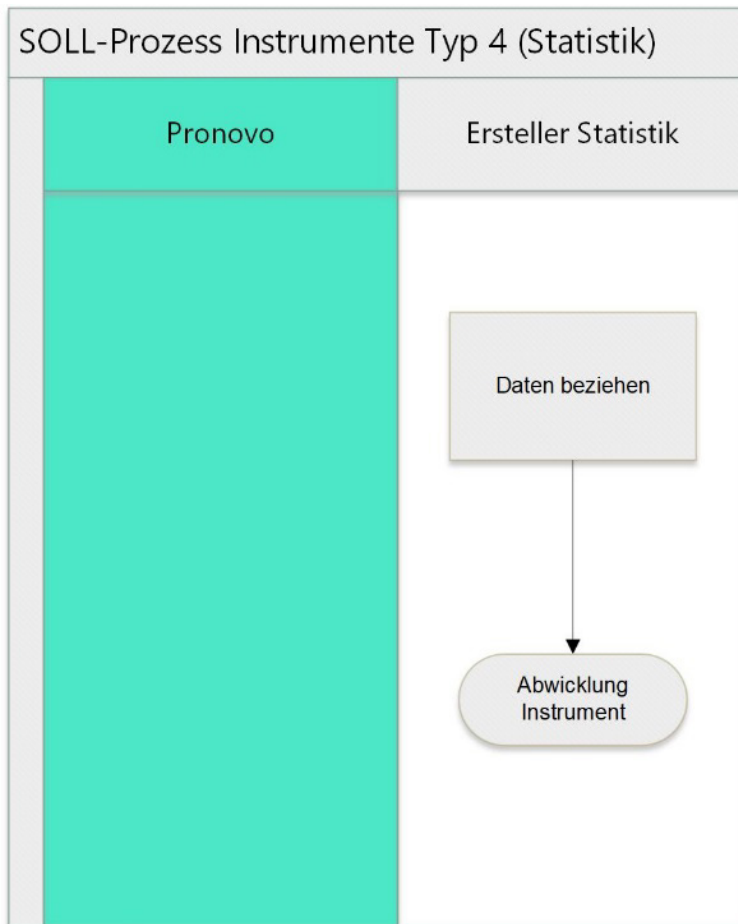 SOLL-Prozess Instrumente Typ 4 (Statistik)
Pronovo
Ersteller Statistik
Daten beziehen
Abwicklung
Instrument